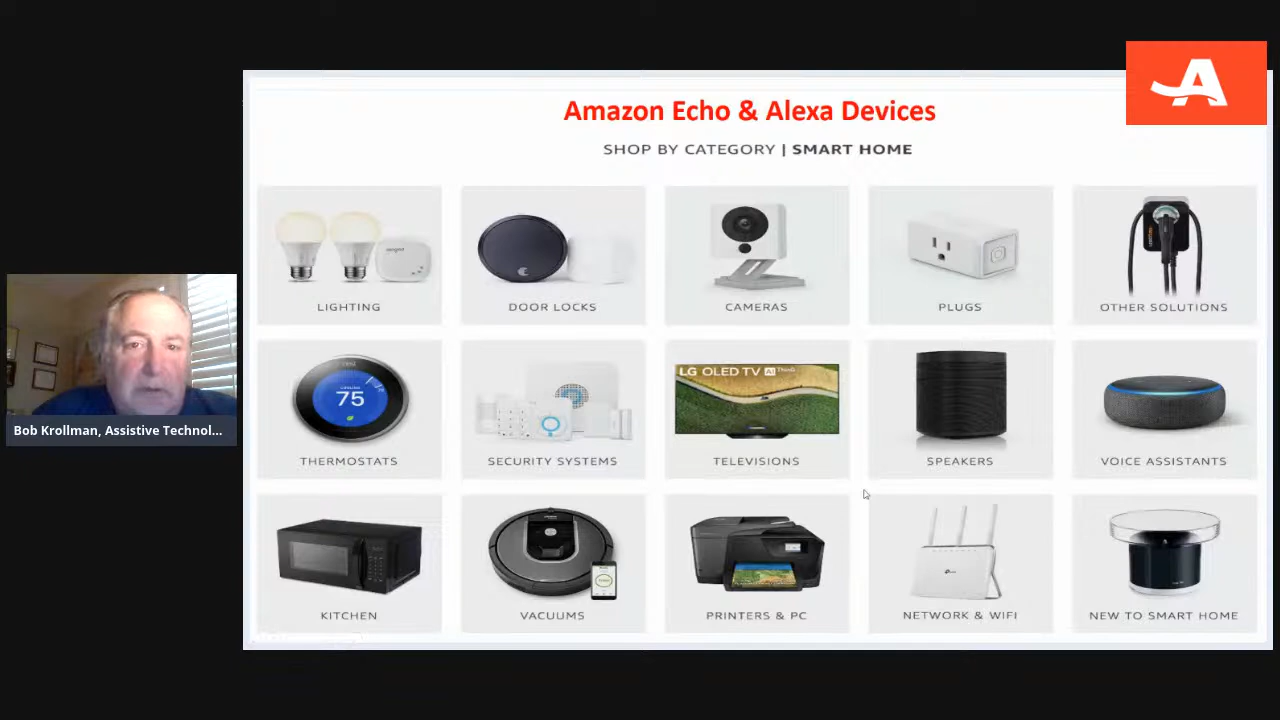 Amazon Echo & Alexa Devices
SHOP BY CATEGORY | SMART HOME
LIGHTING
DOOR LOCKS
CAMERAS
PLUGS
OTHER SOLUTIONS
75
LG OLED TV AI ThinQ
THERMOSTATS
SECURITY SYSTEMS
TELEVISIONS
SPEAKERS
VOICE ASSISTANTS
KITCHEN
VACUUMS
PRINTERS & PC
NETWORK & WIFI
NEW TO SMART HOME
Bob Krollman, Assistive Technol...